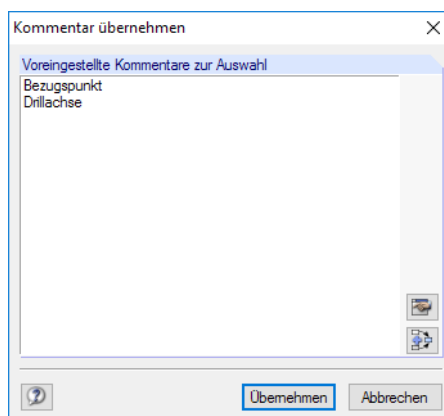 Kommentar übernehmen
Voreingestellte Kommentare zur Auswahl
Bezugspunkt
Drillachse
Übernehmen
Abbrechen